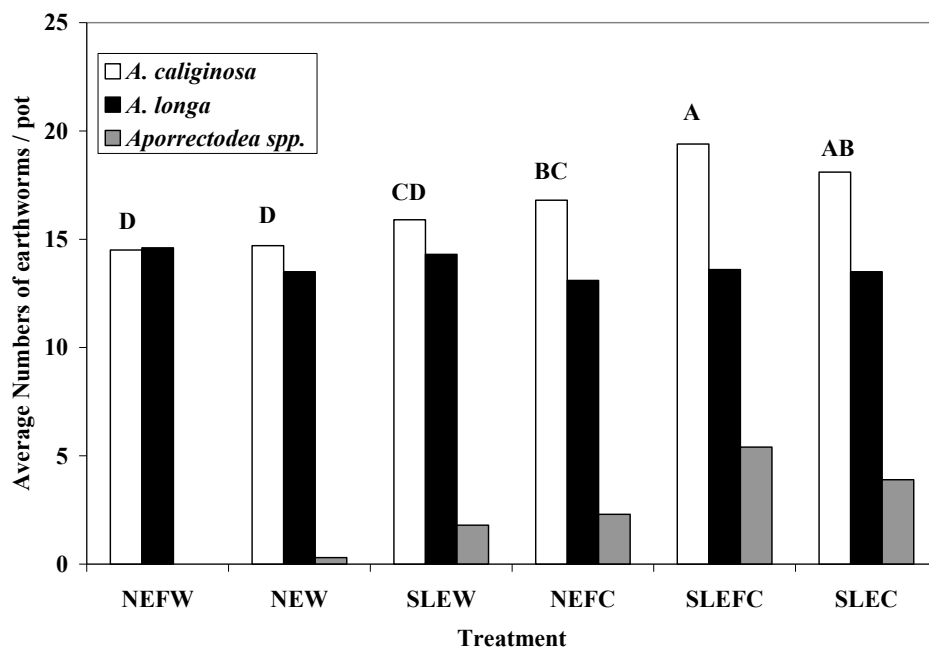 25
20
15
10
5
0
Average Numbers of earthworms / pot
A. caliginosa
A. longa
Aporrectodea spp.
D
D
CD
BC
A
AB
NEFW NEW SLEW NEFC SLEFC SLEC
Treatment